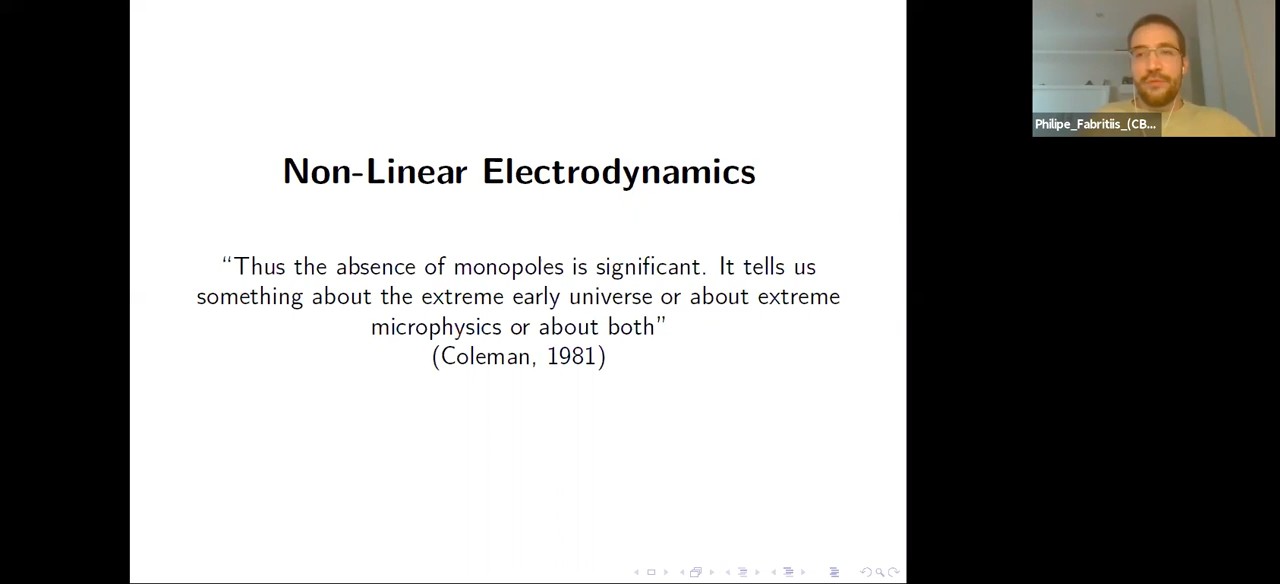 Non-Linear Electrodynamics
“Thus the absence of monopoles is significant. It tells us
something about the extreme early universe or about extreme
microphysics or about both”
(Coleman, 1981)
Philipe_Fabritiis_(CB...